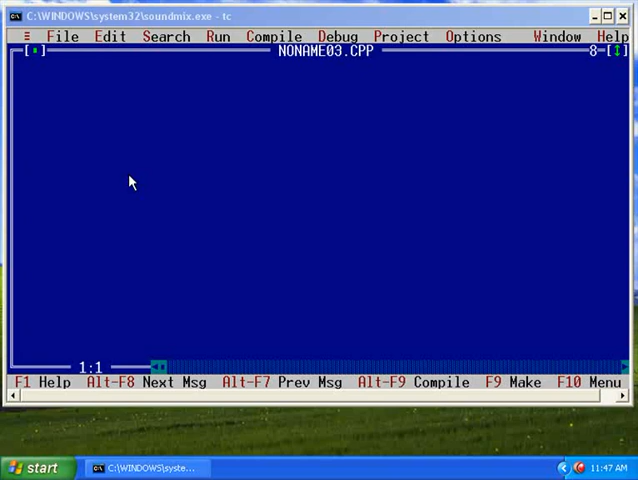 C:\WINDOWS\system32\soundmix.exe - tc
≡ File Edit Search Run Compile Debug Project Options Window Help
NONAME03.CPP 8
1:1
F1 Help Alt-F8 Next Msg Alt-F7 Prev Msg Alt-F9 Compile F9 Make F10 Menu
start C:\WINDOWS\syste... 11:47 AM